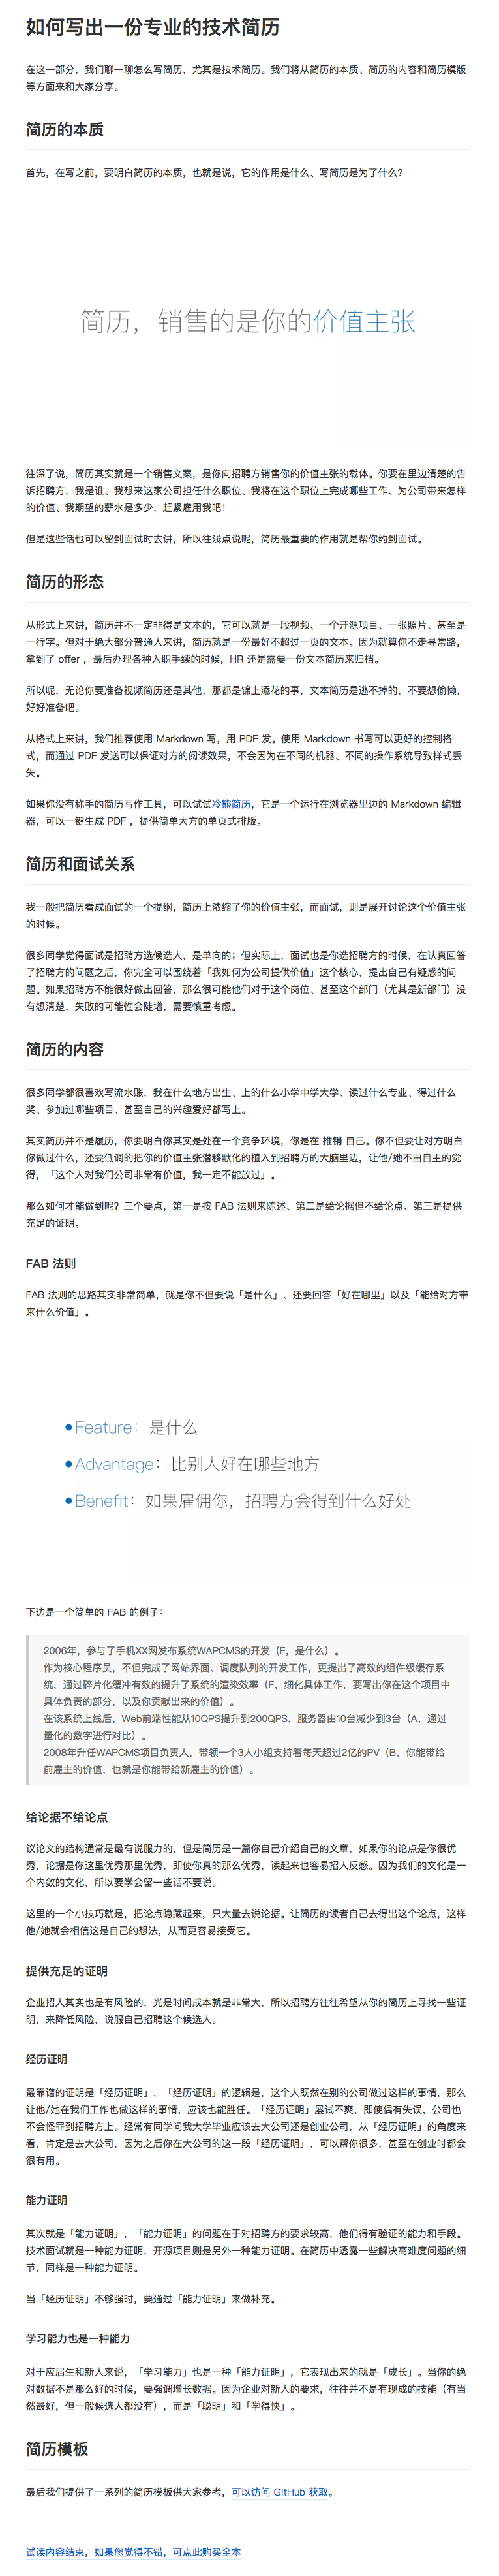 如何写出一份专业的技术简历
在这一部分，我们聊一聊怎么写简历，尤其是技术简历。我们将从简历的本质、简历的内容和简历模版
等方面来和大家分享。
简历的本质
首先，在写之前，要明白简历的本质，也就是说，它的作用是什么、写简历是为了什么？
简历，销售的是你的价值主张
往深了说，简历其实就是一个销售文案，是你向招聘方销售你的价值主张的载体。你要在里边清楚的告
诉招聘方，我是谁、我想来这家公司担任什么职位、我将在这个职位上完成哪些工作、为公司带来怎样
的价值、我期望的薪水是多少，赶紧雇用我吧！
但是这些话也可以留到面试时去讲，所以往浅点说呢，简历最重要的作用就是帮你约到面试。
简历的形态
从形式上来讲，简历并不一定非得是文本的，它可以就是一段视频、一个开源项目、一张照片、甚至是
一行字。但对于绝大部分普通人来讲，简历就是一份最好不超过一页的文本。因为就算你不走寻常路，
拿到了 offer ，最后办理各种入职手续的时候，HR 还是需要一份文本简历来归档。
所以呢，无论你要准备视频简历还是其他，那都是锦上添花的事，文本简历是逃不掉的，不要想偷懒，
好好准备吧。
从格式上来讲，我们推荐使用 Markdown 写，用 PDF 发。使用 Markdown 书写可以更好的控制格
式，而通过 PDF 发送可以保证对方的阅读效果，不会因为在不同的机器、不同的操作系统导致样式丢
失。
如果你没有称手的简历写作工具，可以试试冷熊简历，它是一个运行在浏览器里边的 Markdown 编辑
器，可以一键生成 PDF ，提供简单大方的单页式排版。
简历和面试关系
我一般把简历看成面试的一个提纲，简历上浓缩了你的价值主张，而面试，则是展开讨论这个价值主张
的时候。
很多同学觉得面试是招聘方选候选人，是单向的；但实际上，面试也是你选招聘方的时候，在认真回答
了招聘方的问题之后，你完全可以围绕着「我如何为公司提供价值」这个核心，提出自己有疑惑的问
题。如果招聘方不能很好做出回答，那么很可能他们对于这个岗位、甚至这个部门（尤其是新部门）没
有想清楚，失败的可能性会陡增，需要慎重考虑。
简历的内容
很多同学都很喜欢写流水账，我在什么地方出生、上的什么小学中学大学、读过什么专业、得过什么
奖、参加过哪些项目、甚至自己的兴趣爱好都写上。
其实简历并不是履历，你要明白你其实是处在一个竞争环境，你是在 推销 自己。你不但要让对方明白
你做过什么，还要低调的把你的价值主张潜移默化的植入到招聘方的大脑里边，让他/她不由自主的觉
得，「这个人对我们公司非常有价值，我一定不能放过」。
那么如何才能做到呢？三个要点，第一是按 FAB 法则来陈述、第二是给论据但不给论点、第三是提供
充足的证明。
FAB 法则
FAB 法则的思路其实非常简单，就是你不但要说「是什么」、还要回答「好在哪里」以及「能给对方带
来什么价值」。
•Feature：是什么
•Advantage：比别人好在哪些地方
•Benefit：如果雇佣你，招聘方会得到什么好处
下边是一个简单的 FAB 的例子：
2006年，参与了手机XX网发布系统WAPCMS的开发（F，是什么）。
作为核心程序员，不但完成了网站界面、调度队列的开发工作，更提出了高效的组件级缓存系
统，通过碎片化缓冲有效的提升了系统的渲染效率（F，细化具体工作，要写出你在这个项目中
具体负责的部分，以及你贡献出来的价值）。
在该系统上线后，Web前端性能从10QPS提升到200QPS，服务器由10台减少到3台（A，通过
量化的数字进行对比）。
2008年升任WAPCMS项目负责人，带领一个3人小组支持着每天超过2亿的PV（B，你能带给
前雇主的价值，也就是你能带给新雇主的价值）。
给论据不给论点
议论文的结构通常是最有说服力的，但是简历是一篇你自己介绍自己的文章，如果你的论点是你很优
秀，论据是你这里优秀那里优秀，即使你真的那么优秀，读起来也容易招人反感。因为我们的文化是一
个内敛的文化，所以要学会留一些话不要说。
这里的一个小技巧就是，把论点隐藏起来，只大量去说论据。让简历的读者自己去得出这个论点，这样
他/她就会相信这是自己的想法，从而更容易接受它。
提供充足的证明
企业招人其实也是有风险的，光是时间成本就是非常大，所以招聘方往往希望从你的简历上寻找一些证
明，来降低风险，说服自己招聘这个候选人。
经历证明
最靠谱的证明是「经历证明」，「经历证明」的逻辑是，这个人既然在别的公司做过这样的事情，那么
让他/她在我们工作也做这样的事情，应该也能胜任。「经历证明」屡试不爽，即使偶有失误，公司也
不会怪罪到招聘方上。经常有同学问我大学毕业应该去大公司还是创业公司，从「经历证明」的角度来
看，肯定是去大公司，因为之后你在大公司的这一段「经历证明」，可以帮你很多，甚至在创业时都会
很有用。
能力证明
其次就是「能力证明」，「能力证明」的问题在于对招聘方的要求较高，他们得有验证的能力和手段。
技术面试就是一种能力证明，开源项目则是另外一种能力证明。在简历中透露一些解决高难度问题的细
节，同样是一种能力证明。
当「经历证明」不够强时，要通过「能力证明」来做补充。
学习能力也是一种能力
对于应届生和新人来说，「学习能力」也是一种「能力证明」，它表现出来的就是「成长」。当你的绝
对数据不是那么好的时候，要强调增长数据。因为企业对新人的要求，往往并不是有现成的技能（有当
然最好，但一般候选人都没有），而是「聪明」和「学得快」。
简历模板
最后我们提供了一系列的简历模板供大家参考，可以访问 GitHub 获取。
试读内容结束，如果您觉得不错，可点此购买全本